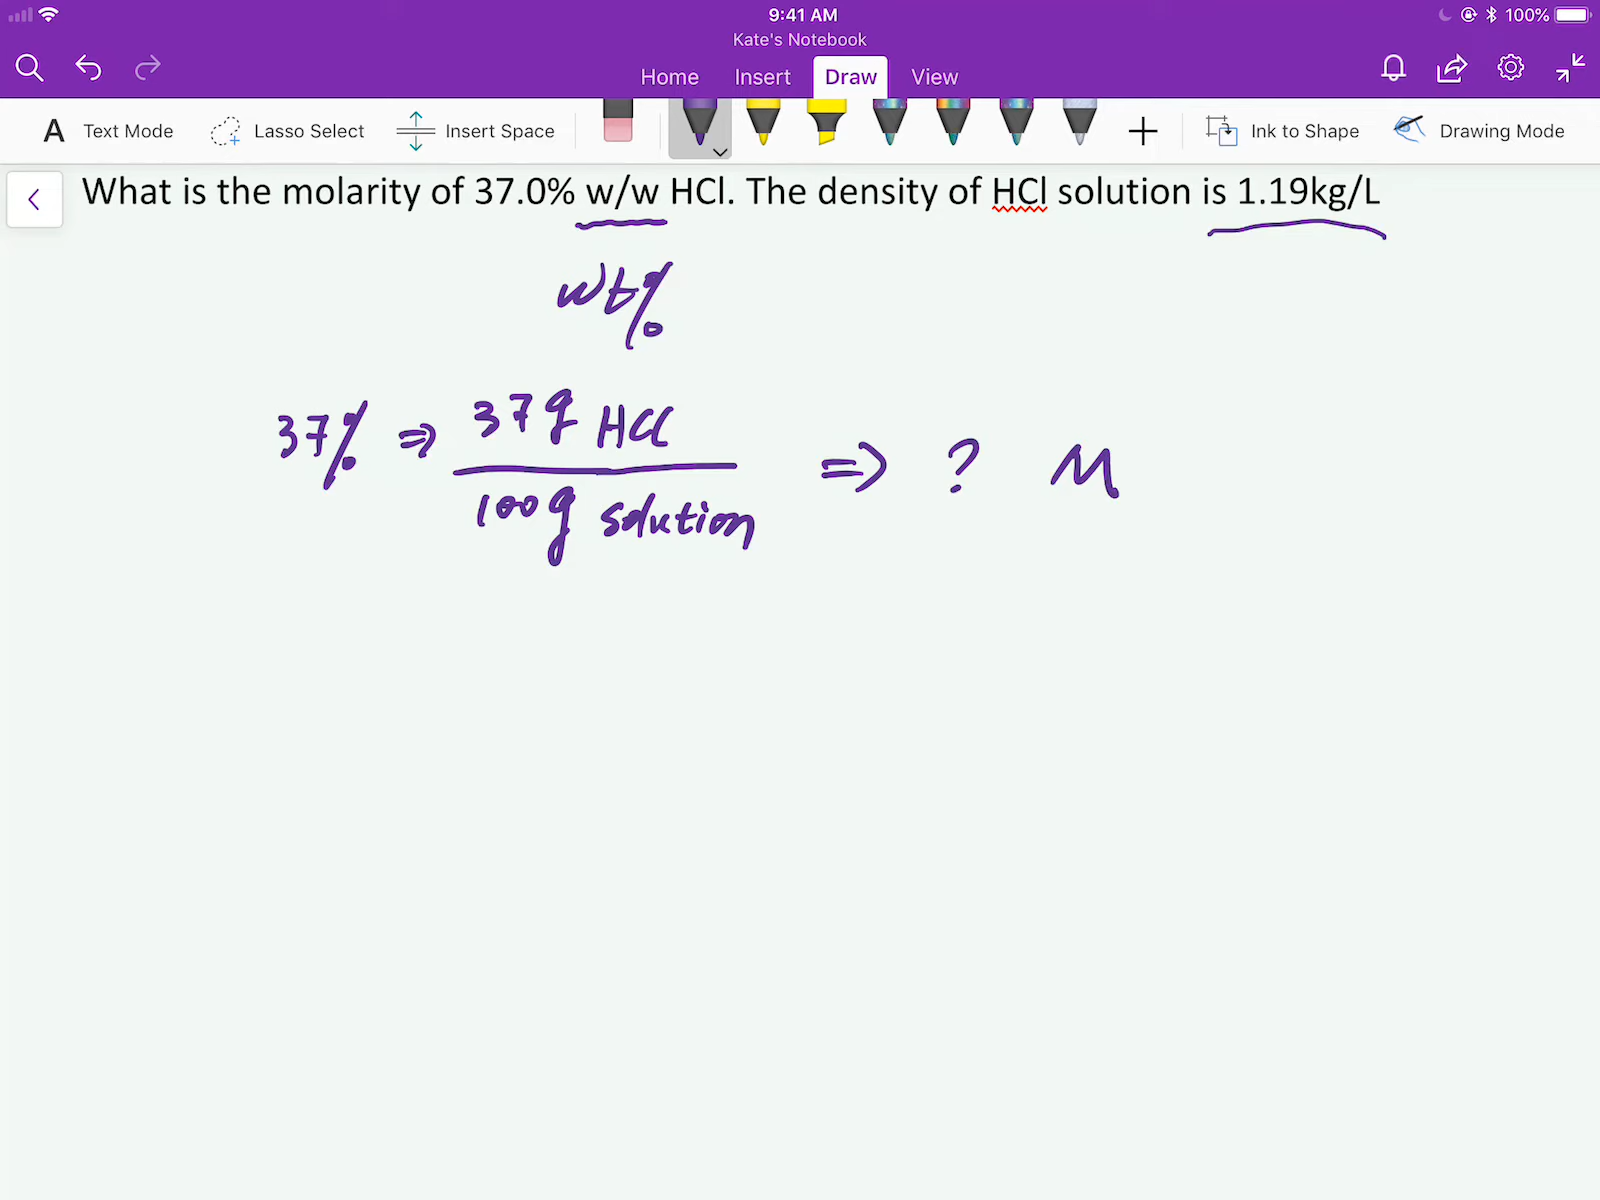 9:41 AM
100%
Kate's Notebook
Home Insert Draw View
A Text Mode Lasso Select Insert Space Ink to Shape Drawing Mode
What is the molarity of 37.0% w/w HCl. The density of HCl solution is 1.19kg/L
wt%
37% ⇒ 37g HCl
100g solution
⇒ ? M